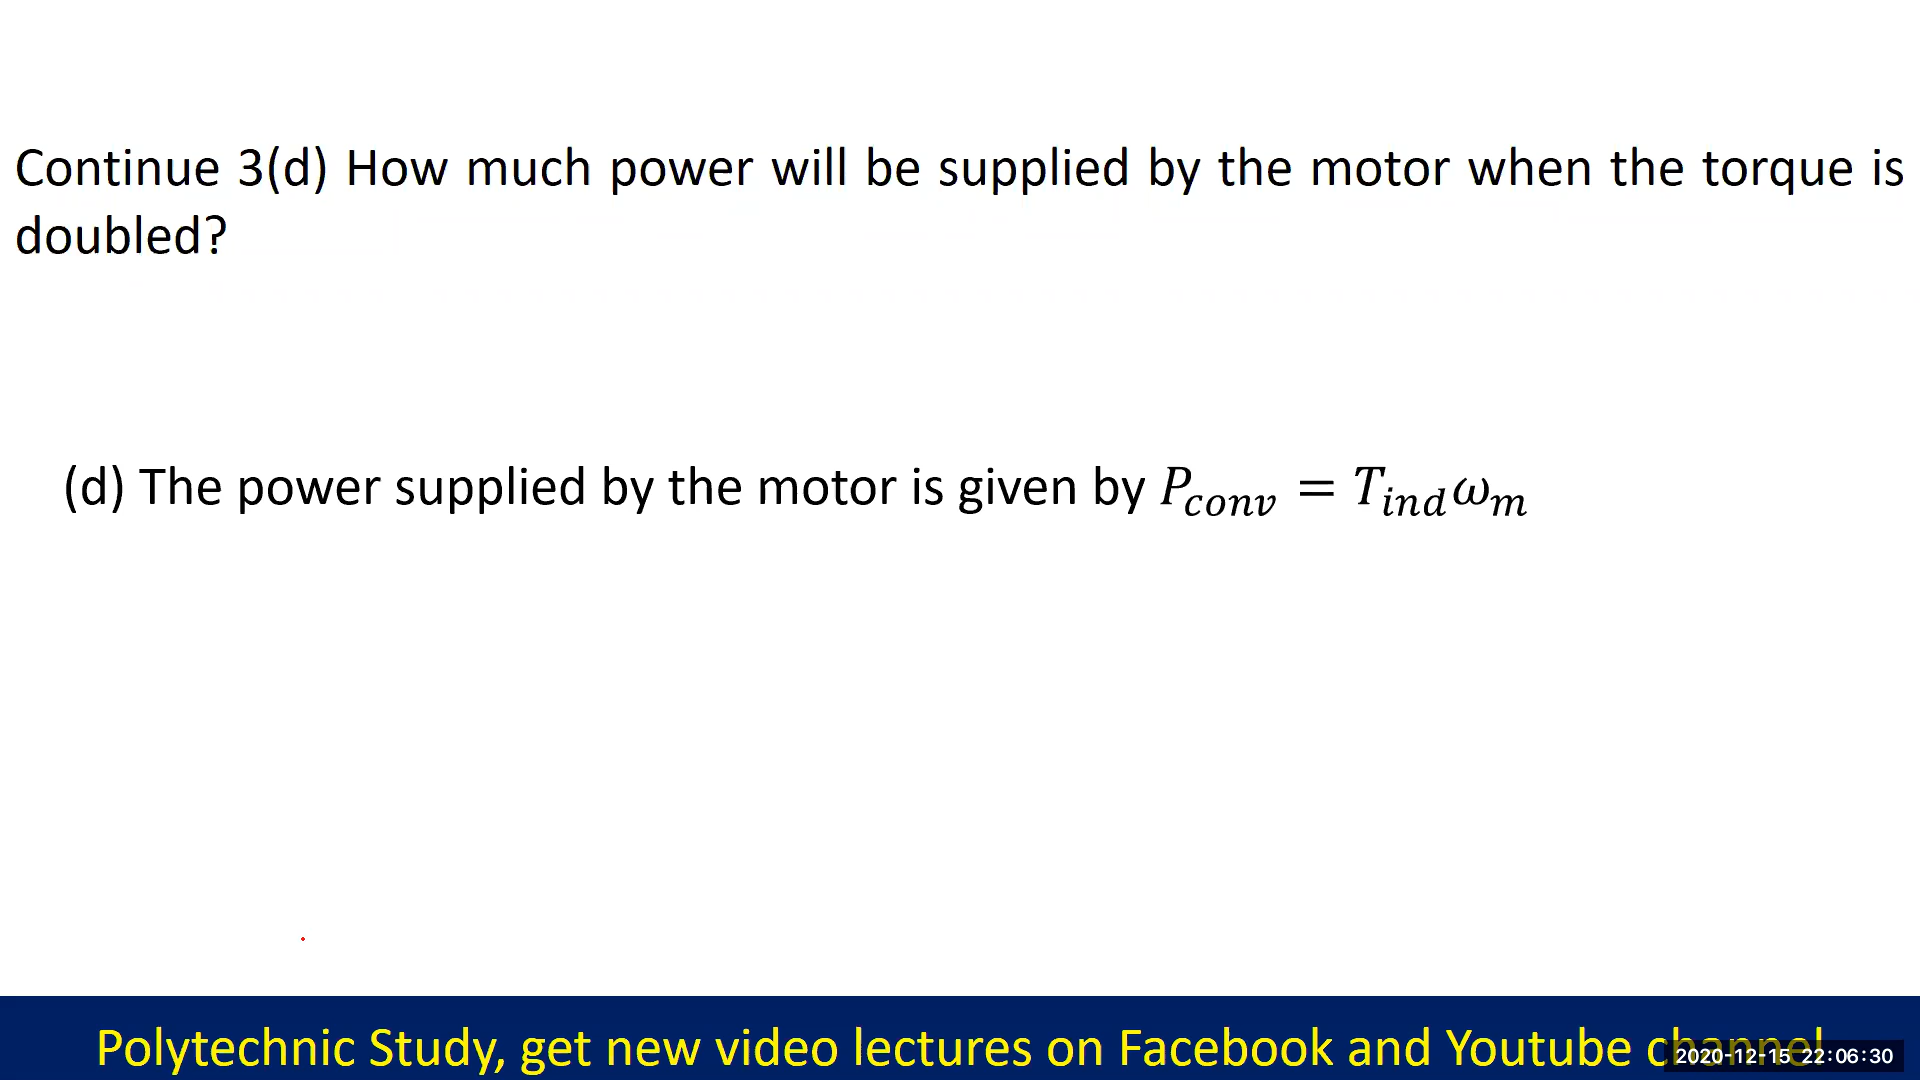 Continue 3(d) How much power will be supplied by the motor when the torque is
doubled?
(d) The power supplied by the motor is given by P_conv = T_ind ω_m
Polytechnic Study, get new video lectures on Facebook and Youtube channel
2020-12-15 22:06:30